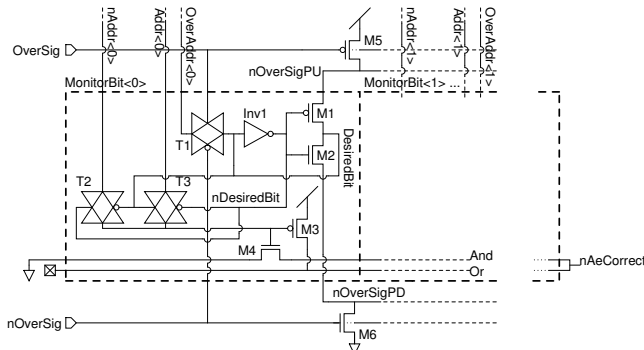 nAddr<0>
Addr<0>
OverAddr<0>
nAddr<1>
Addr<1>
OverAddr<1>
OverSig
M5
nOverSigPU
MonitorBit<0>
MonitorBit<1> ...
Inv1
M1
T1
M2
DesiredBit
T2
T3
nDesiredBit
M3
M4
And
Or
nAeCorrect
nOverSigPD
nOverSig
M6